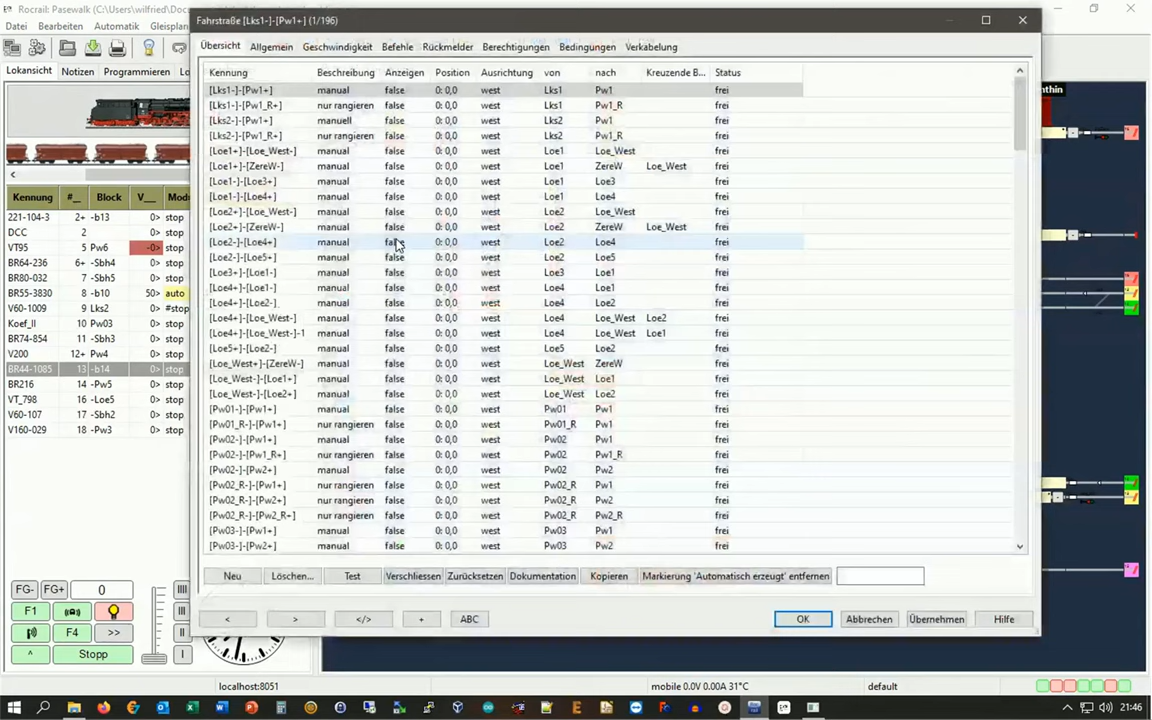 Rocrail: Pasewalk (C:\Users\wilfried\
Datei Bearbeiten Automatik Gleisplan
Lokansicht Notizen Programmieren
Kennung #_ Block V__ Mod
221-104-3 2+ -b13 0> stop
DCC 2 0> stop
VT95 5 Pw6 -0> stop
BR64-236 6+ -Sbh4 0> stop
BR80-032 7 -Sbh5 0> stop
BR55-3830 8 -b10 50> auto
V60-1009 9 Lks2 0> #stop
Koef_II 10 Pw03 0> stop
BR74-854 11 -Sbh3 0> stop
V200 12+ Pw4 0> stop
BR44-1085 13 -b14 0> stop
BR216 14 -Pw5 0> stop
VT_798 16 -Loe5 0> stop
V60-107 17 -Sbh2 0> stop
V160-029 18 -Pw3 0> stop
FG- FG+ 0 IIII
F1 III
F4 >> II
^ Stopp I
Fahrstraße [Lks1-]-[Pw1+] (1/196)
Übersicht Allgemein Geschwindigkeit Befehle Rückmelder Berechtigungen Bedingungen Verkabelung
Kennung Beschreibung Anzeigen Position Ausrichtung von nach Kreuzende B... Status
[Lks1-]-[Pw1+] manual false 0: 0,0 west Lks1 Pw1 frei
[Lks1-]-[Pw1_R+] nur rangieren false 0: 0,0 west Lks1 Pw1_R frei
[Lks2-]-[Pw1+] manuell false 0: 0,0 west Lks2 Pw1 frei
[Lks2-]-[Pw1_R+] nur rangieren false 0: 0,0 west Lks2 Pw1_R frei
[Loe1+]-[Loe_West-] manual false 0: 0,0 west Loe1 Loe_West frei
[Loe1+]-[ZereW-] manual false 0: 0,0 west Loe1 ZereW Loe_West frei
[Loe1-]-[Loe3+] manual false 0: 0,0 west Loe1 Loe3 frei
[Loe1-]-[Loe4+] manual false 0: 0,0 west Loe1 Loe4 frei
[Loe2+]-[Loe_West-] manual false 0: 0,0 west Loe2 Loe_West frei
[Loe2+]-[ZereW-] manual false 0: 0,0 west Loe2 ZereW Loe_West frei
[Loe2-]-[Loe4+] manual false 0: 0,0 west Loe2 Loe4 frei
[Loe2-]-[Loe5+] manual false 0: 0,0 west Loe2 Loe5 frei
[Loe3+]-[Loe1-] manual false 0: 0,0 west Loe3 Loe1 frei
[Loe4+]-[Loe1-] manual false 0: 0,0 west Loe4 Loe1 frei
[Loe4+]-[Loe2-] manual false 0: 0,0 west Loe4 Loe2 frei
[Loe4+]-[Loe_West-] manual false 0: 0,0 west Loe4 Loe_West Loe2 frei
[Loe4+]-[Loe_West-]-1 manual false 0: 0,0 west Loe4 Loe_West Loe1 frei
[Loe5+]-[Loe2-] manual false 0: 0,0 west Loe5 Loe2 frei
[Loe_West+]-[ZereW-] manual false 0: 0,0 west Loe_West ZereW frei
[Loe_West-]-[Loe1+] manual false 0: 0,0 west Loe_West Loe1 frei
[Loe_West-]-[Loe2+] manual false 0: 0,0 west Loe_West Loe2 frei
[Pw01-]-[Pw1+] manual false 0: 0,0 west Pw01 Pw1 frei
[Pw01_R-]-[Pw1+] nur rangieren false 0: 0,0 west Pw01_R Pw1 frei
[Pw02-]-[Pw1+] manual false 0: 0,0 west Pw02 Pw1 frei
[Pw02-]-[Pw1_R+] nur rangieren false 0: 0,0 west Pw02 Pw1_R frei
[Pw02-]-[Pw2+] manual false 0: 0,0 west Pw02 Pw2 frei
[Pw02_R-]-[Pw1+] nur rangieren false 0: 0,0 west Pw02_R Pw1 frei
[Pw02_R-]-[Pw2+] nur rangieren false 0: 0,0 west Pw02_R Pw2 frei
[Pw02_R-]-[Pw2_R+] nur rangieren false 0: 0,0 west Pw02_R Pw2_R frei
[Pw03-]-[Pw1+] manual false 0: 0,0 west Pw03 Pw1 frei
[Pw03-]-[Pw2+] manual false 0: 0,0 west Pw03 Pw2 frei
Neu Löschen... Test Verschliessen Zurücksetzen Dokumentation Kopieren Markierung 'Automatisch erzeugt' entfernen
< > </> + ABC OK Abbrechen Übernehmen Hilfe
nthin
localhost:8051 mobile 0.0V 0.00A 31°C default
21:46